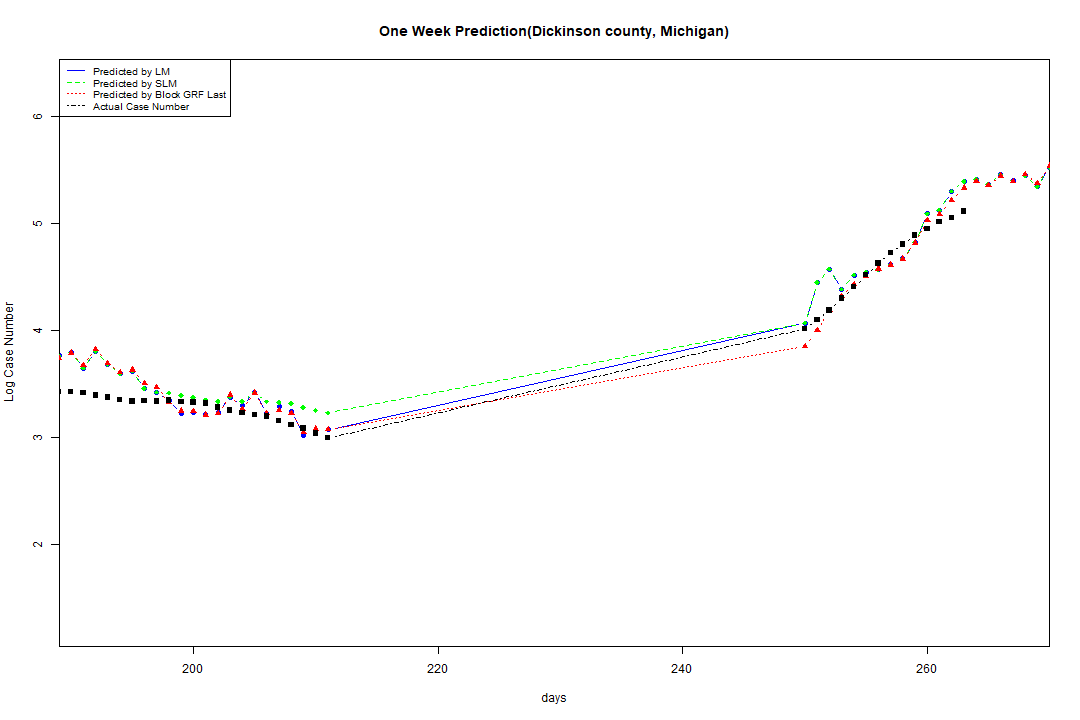 One Week Prediction(Dickinson county, Michigan)
Predicted by LM
Predicted by SLM
Predicted by Block GRF Last
Actual Case Number
6
5
4
3
2
Log Case Number
200 220 240 260
days